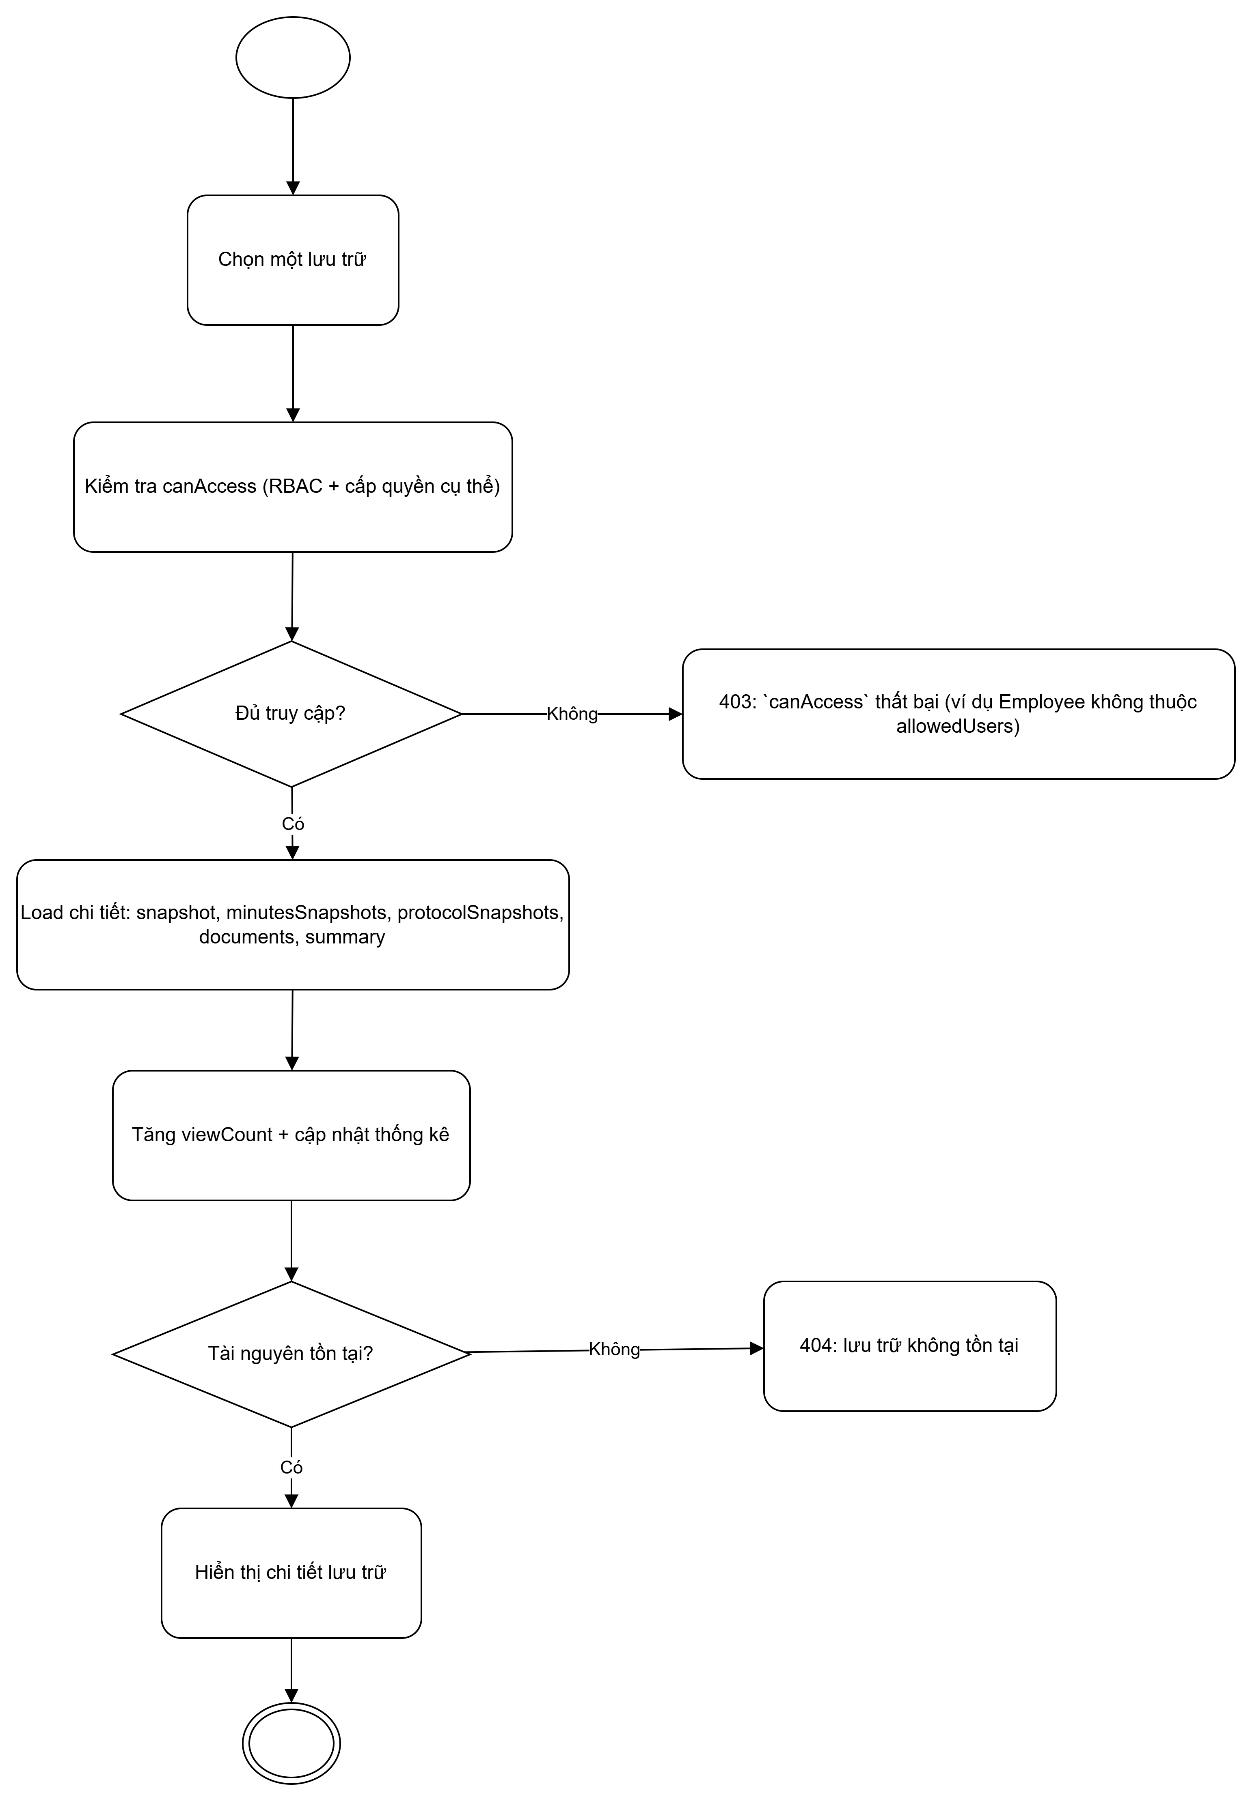 Chọn một lưu trữ
Kiểm tra canAccess (RBAC + cấp quyền cụ thể)
Đủ truy cập?
Không
403: `canAccess` thất bại (ví dụ Employee không thuộc
allowedUsers)
Có
Load chi tiết: snapshot, minutesSnapshots, protocolSnapshots,
documents, summary
Tăng viewCount + cập nhật thống kê
Tài nguyên tồn tại?
Không
404: lưu trữ không tồn tại
Có
Hiển thị chi tiết lưu trữ